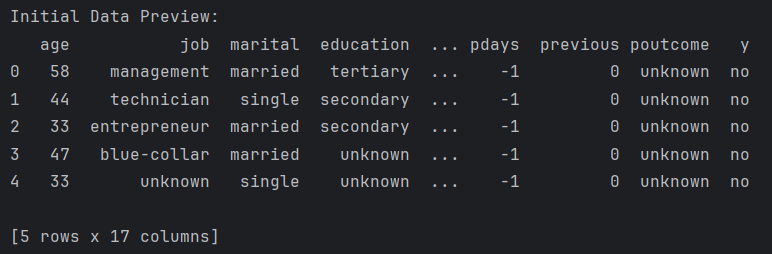 Initial Data Preview:
   age           job  marital  education  ... pdays  previous poutcome   y
0   58    management  married   tertiary  ...    -1         0  unknown  no
1   44    technician   single  secondary  ...    -1         0  unknown  no
2   33  entrepreneur  married  secondary  ...    -1         0  unknown  no
3   47   blue-collar  married    unknown  ...    -1         0  unknown  no
4   33       unknown   single    unknown  ...    -1         0  unknown  no
[5 rows x 17 columns]